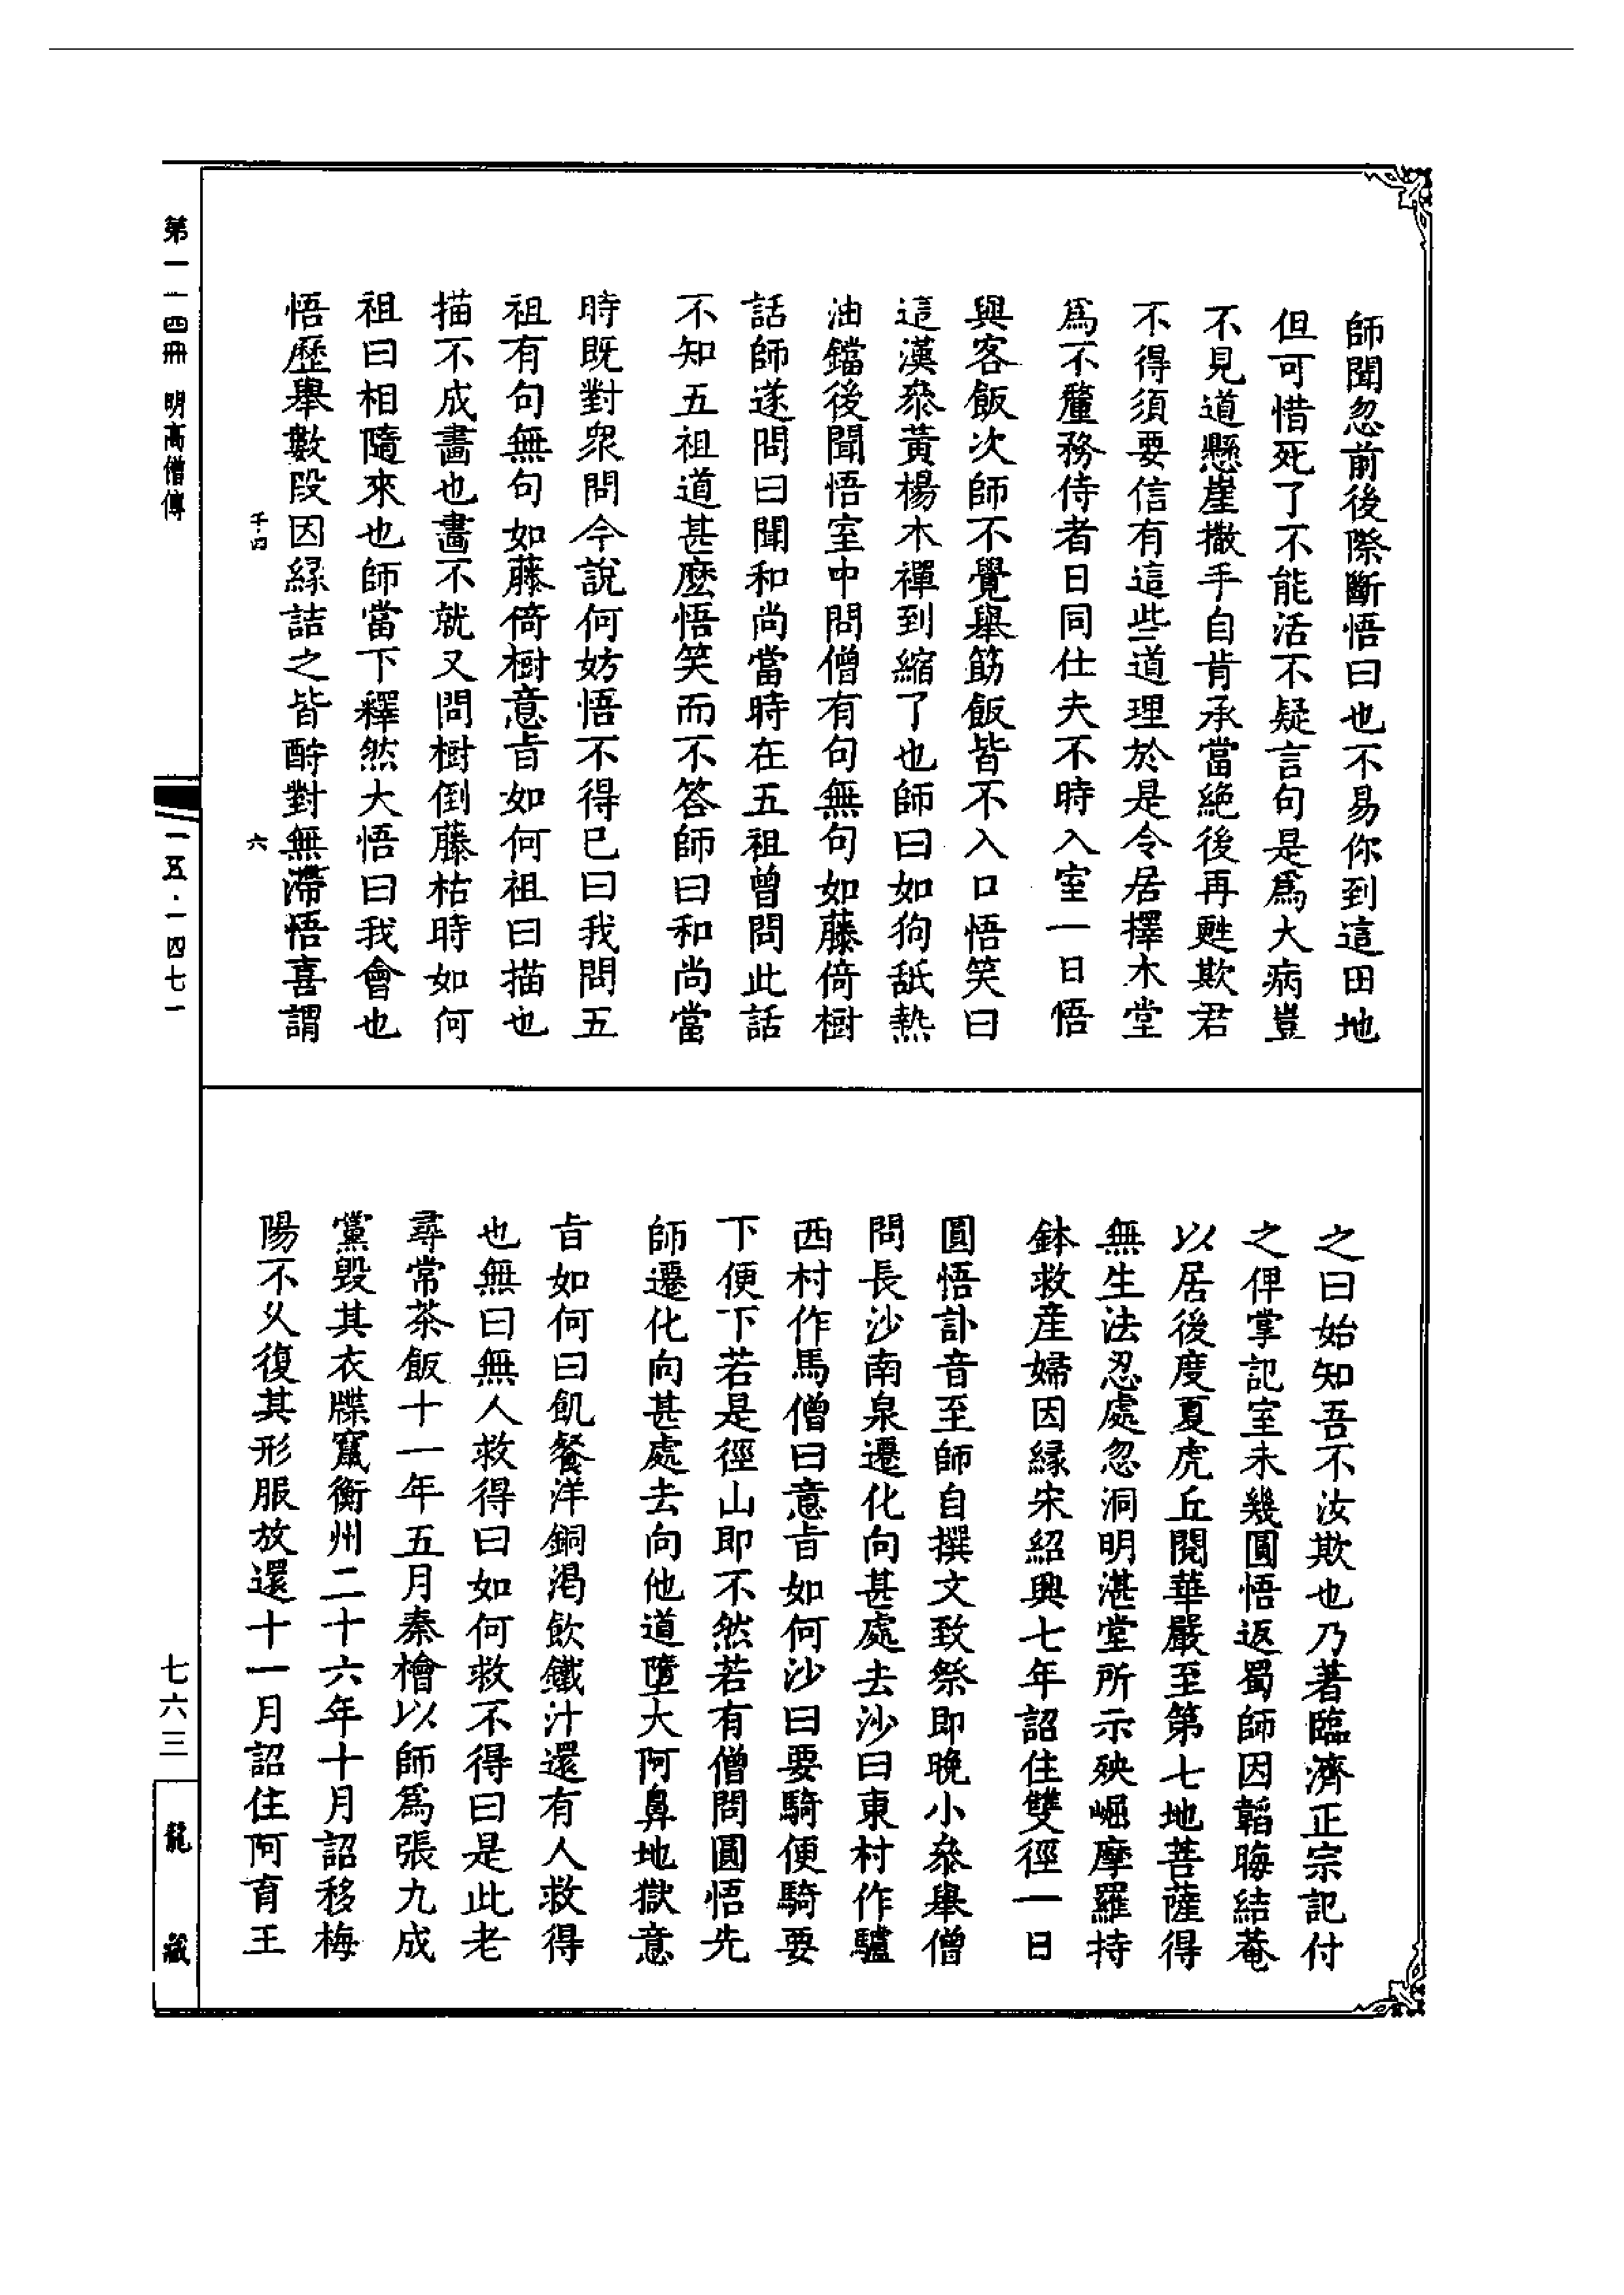 師聞忽前後際斷悟曰也不易你到這田地
但可惜死了不能活不疑言句是爲大病豈
不見道懸崖撒手自肯承當絶後再甦欺君
不得須要信有這些道理於是令居擇木堂
爲不釐務侍者日同仕夫不時入室一日悟
與客飯次師不覺舉筯飯皆不入口悟笑曰
這漢叅黃楊木禪到縮了也師曰如狗舐熱
油鐺後聞悟室中問僧有句無句如藤倚樹
話師遂問曰聞和尚當時在五祖曾問此話
不知五祖道甚麽悟笑而不答師曰和尚當
時既對衆問今說何妨悟不得已曰我問五
祖有句無句如藤倚樹意旨如何祖曰描也
描不成畫也畫不就又問樹倒藤枯時如何
祖曰相隨來也師當下釋然大悟曰我會也
悟歷舉數段因緣詰之皆酧對無滯悟喜謂
千四
六
之曰始知吾不汝欺也乃著臨濟正宗記付
之俾掌記室未幾圓悟返蜀師因韜晦結菴
以居後度夏虎丘閱華嚴至第七地菩薩得
無生法忍處忽洞明湛堂所示殃崛摩羅持
鉢救産婦因緣宋紹興七年詔住雙徑一日
圓悟訃音至師自撰文致祭即晚小叅舉僧
問長沙南泉遷化向甚處去沙曰東村作驢
西村作馬僧曰意旨如何沙曰要騎便騎要
下便下若是徑山即不然若有僧問圓悟先
師遷化向甚處去向他道墮大阿鼻地獄意
旨如何曰飢餐洋銅渴飲鐵汁還有人救得
也無曰無人救得曰如何救不得曰是此老
尋常茶飯十一年五月秦檜以師爲張九成
黨毀其衣牒竄衡州二十六年十月詔移梅
陽不乆復其形服放還十一月詔住阿育王
第一一四冊 明高僧傳
一五·一四七一
七六三
龍藏